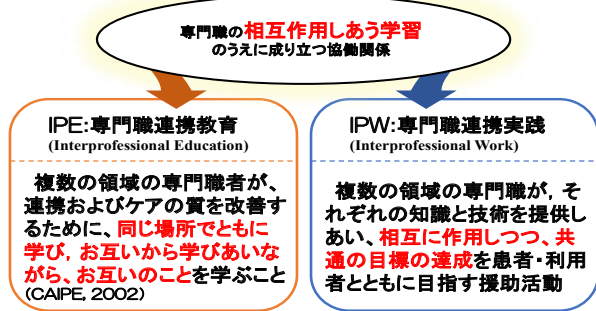 専門職の相互作用しあう学習
のうえに成り立つ協働関係
IPE:専門職連携教育
(Interprofessional Education)
複数の領域の専門職者が、
連携およびケアの質を改善す
るために、同じ場所でともに
学び，お互いから学びあいな
がら、お互いのことを学ぶこと
(CAIPE, 2002)
IPW:専門職連携実践
(Interprofessional Work)
複数の領域の専門職が，そ
れぞれの知識と技術を提供し
あい、相互に作用しつつ、共
通の目標の達成を患者・利用
者とともに目指す援助活動